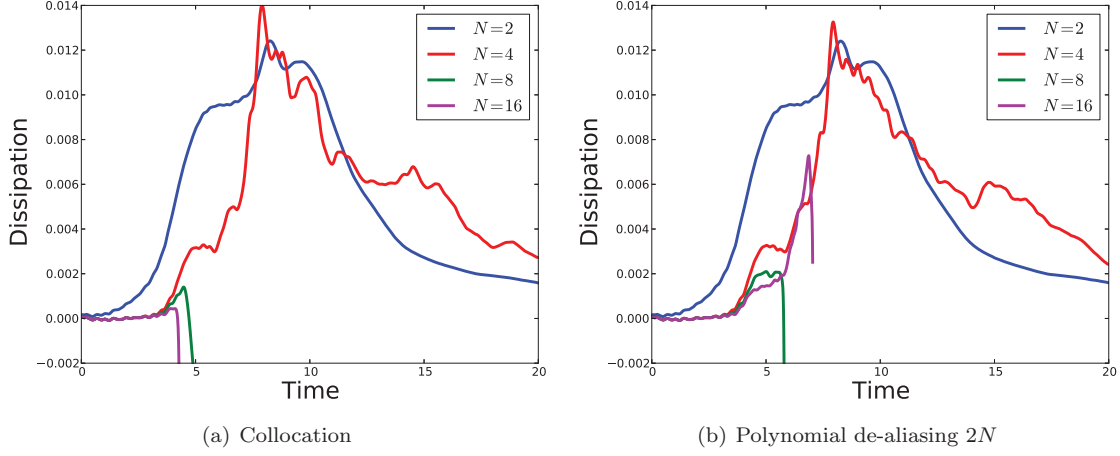 0.014
0.012
0.010
0.008
0.006
0.004
0.002
0.000
−0.002
0
5
10
15
20
Dissipation
Time
N=2
N=4
N=8
N=16
(a) Collocation
0.014
0.012
0.010
0.008
0.006
0.004
0.002
0.000
−0.002
0
5
10
15
20
Dissipation
Time
N=2
N=4
N=8
N=16
(b) Polynomial de-aliasing 2N